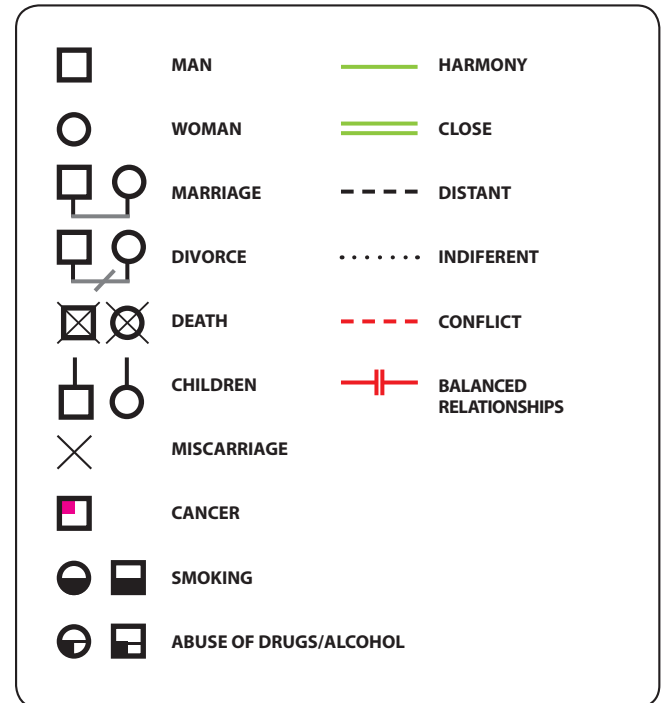 MAN
WOMAN
MARRIAGE
DIVORCE
DEATH
CHILDREN
MISCARRIAGE
CANCER
SMOKING
ABUSE OF DRUGS/ALCOHOL
HARMONY
CLOSE
DISTANT
INDIFERENT
CONFLICT
BALANCED
RELATIONSHIPS